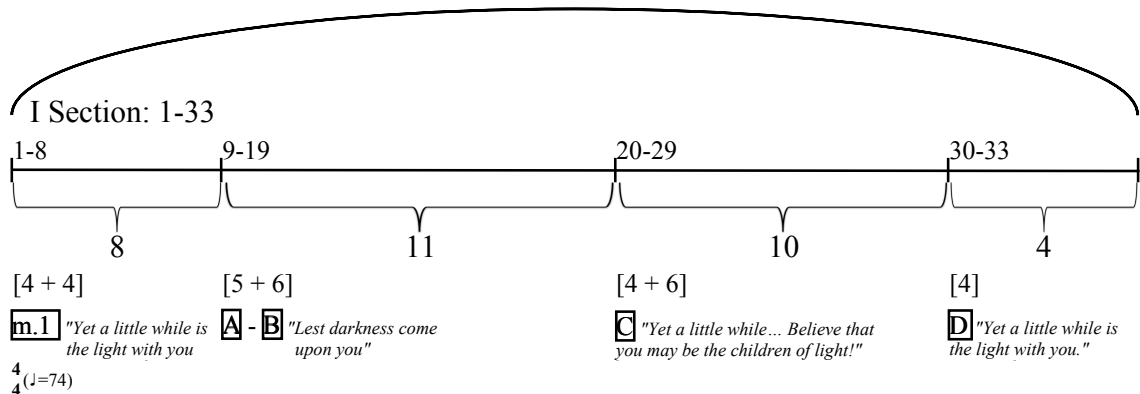 I Section: 1-33
1-8 9-19 20-29 30-33
8 11 10 4
[4 + 4] [5 + 6] [4 + 6] [4]
m.1 "Yet a little while is the light with you
A - B "Lest darkness come upon you"
C "Yet a little while… Believe that you may be the children of light!"
D "Yet a little while is the light with you."
4
4 (♩=74)